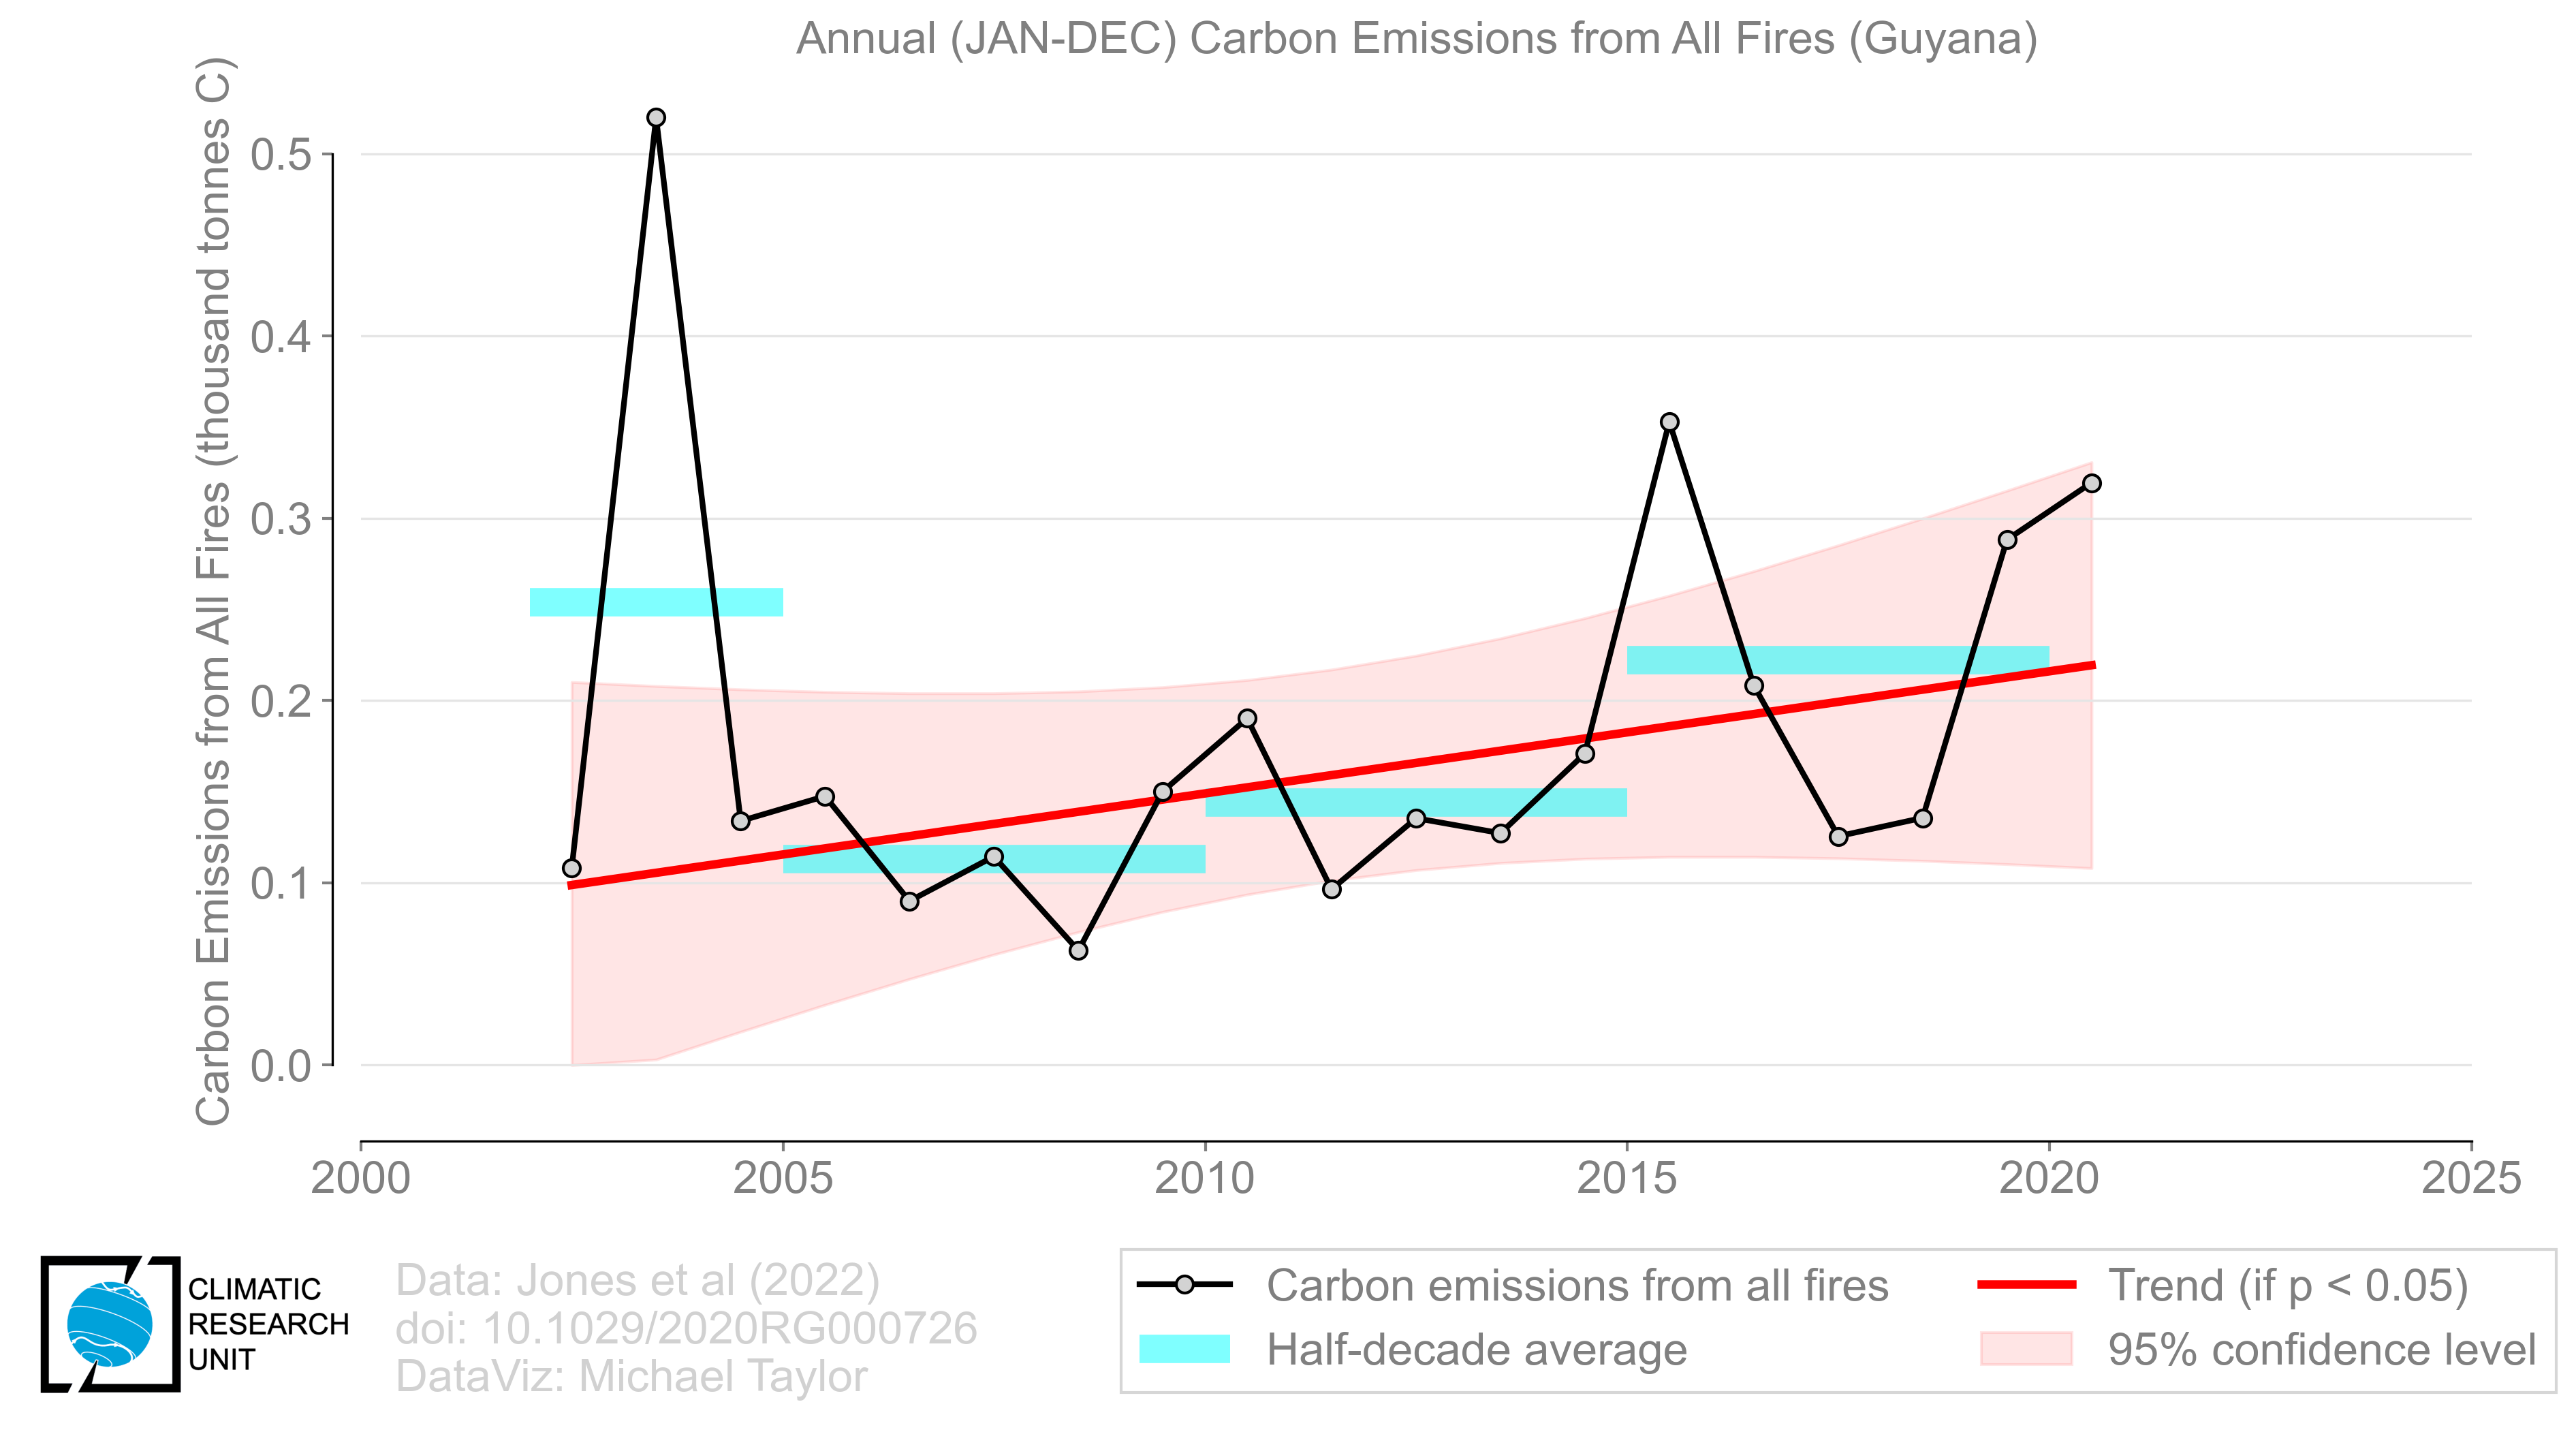 Annual (JAN-DEC) Carbon Emissions from All Fires (Guyana)
Carbon Emissions from All Fires (thousand tonnes C)
0.5
0.4
0.3
0.2
0.1
0.0
2000 2005 2010 2015 2020 2025
CLIMATIC
RESEARCH
UNIT
Data: Jones et al (2022)
doi: 10.1029/2020RG000726
DataViz: Michael Taylor
Carbon emissions from all fires
Half-decade average
Trend (if p < 0.05)
95% confidence level